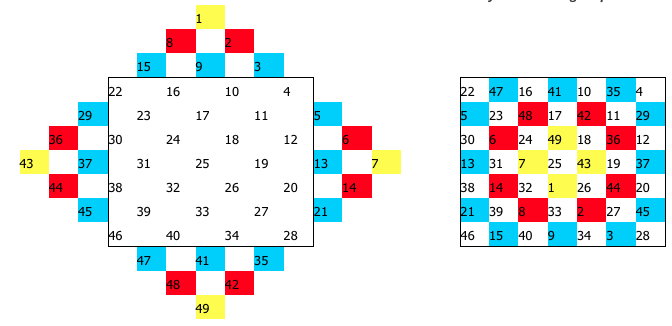 1
8 2
15 9 3
22 16 10 4
29 23 17 11 5
36 30 24 18 12 6
43 37 31 25 19 13 7
44 38 32 26 20 14
45 39 33 27 21
46 40 34 28
47 41 35
48 42
49
22 47 16 41 10 35 4
5 23 48 17 42 11 29
30 6 24 49 18 36 12
13 31 7 25 43 19 37
38 14 32 1 26 44 20
21 39 8 33 2 27 45
46 15 40 9 34 3 28